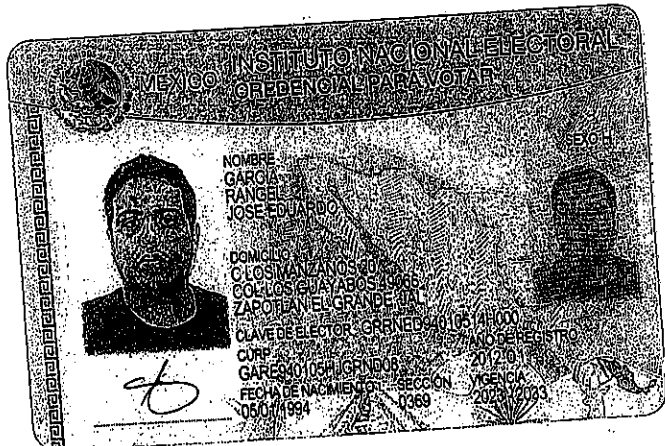 MÉXICO INSTITUTO NACIONAL ELECTORAL
CREDENCIAL PARA VOTAR
SEXO H
NOMBRE
GARCIA
RANGEL
JOSE EDUARDO
DOMICILIO
C LOS MANZANOS
COL LOS GUAYABOS
ZAPOTLAN EL GRANDE, JAL.
CLAVE DE ELECTOR GRRNED94010514H000
CURP
AÑO DE REGISTRO
2012
FECHA DE NACIMIENTO
05/01/1994
SECCIÓN
0369
VIGENCIA
2023 2033